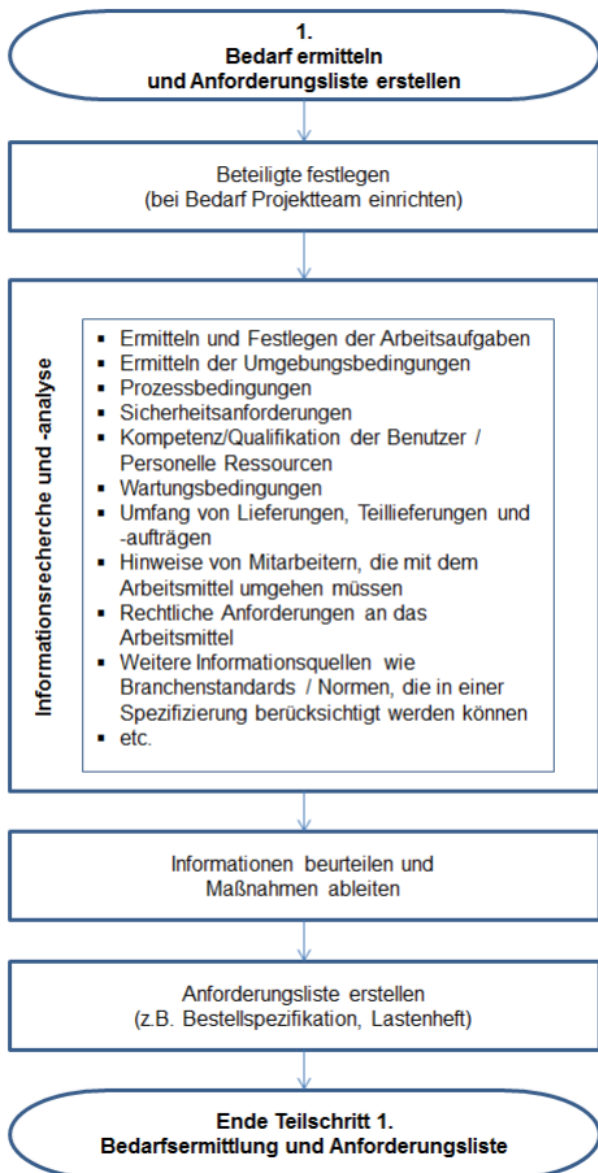 1.
Bedarf ermitteln
und Anforderungsliste erstellen
Beteiligte festlegen
(bei Bedarf Projektteam einrichten)
Informationsrecherche und -analyse
▪ Ermitteln und Festlegen der Arbeitsaufgaben
▪ Ermitteln der Umgebungsbedingungen
▪ Prozessbedingungen
▪ Sicherheitsanforderungen
▪ Kompetenz/Qualifikation der Benutzer /
Personelle Ressourcen
▪ Wartungsbedingungen
▪ Umfang von Lieferungen, Teillieferungen und
-aufträgen
▪ Hinweise von Mitarbeitern, die mit dem
Arbeitsmittel umgehen müssen
▪ Rechtliche Anforderungen an das
Arbeitsmittel
▪ Weitere Informationsquellen wie
Branchenstandards / Normen, die in einer
Spezifizierung berücksichtigt werden können
▪ etc.
Informationen beurteilen und
Maßnahmen ableiten
Anforderungsliste erstellen
(z.B. Bestellspezifikation, Lastenheft)
Ende Teilschritt 1.
Bedarfsermittlung und Anforderungsliste